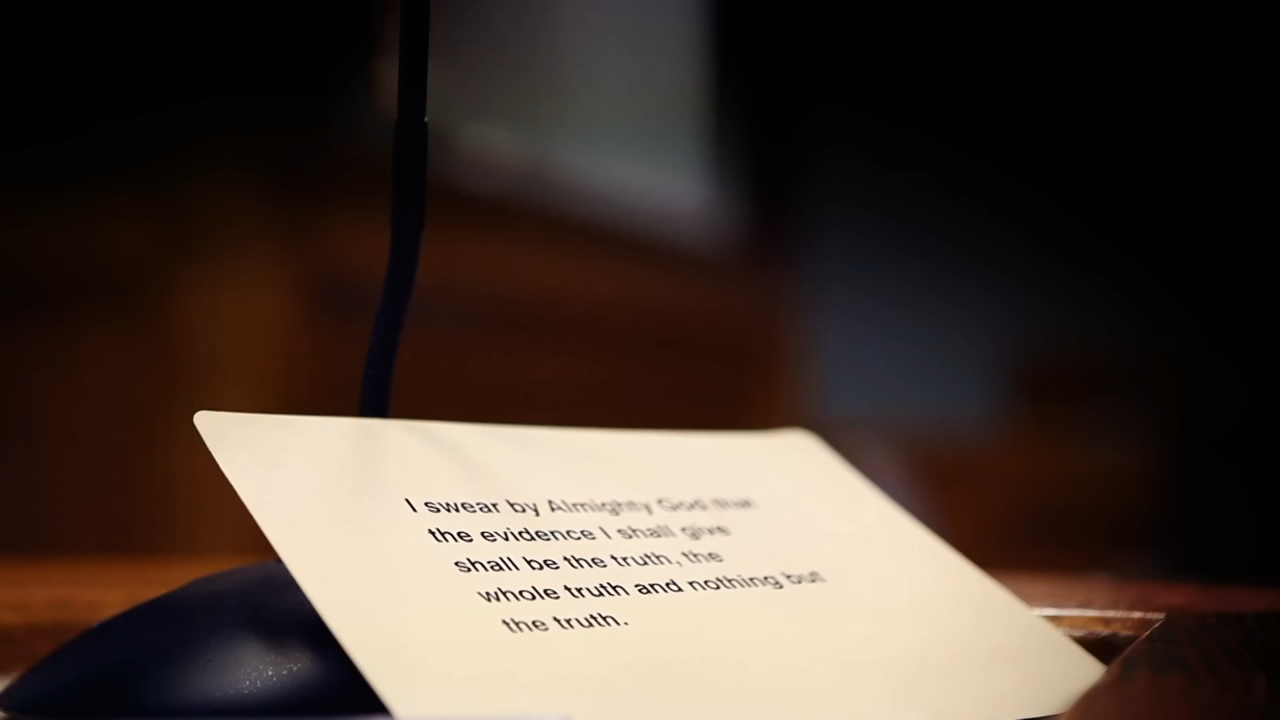 I swear by Almighty God that
the evidence I shall give
shall be the truth, the
whole truth and nothing but
the truth.